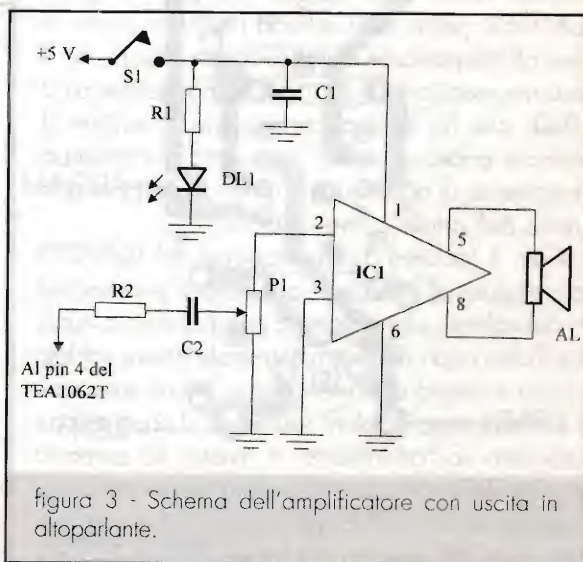 +5 V
S1
R1
C1
DL1
2
1
3
IC1
5
8
6
P1
R2
C2
AL
Al pin 4 del
TEA1062T
figura 3 - Schema dell'amplificatore con uscita in
altoparlante.